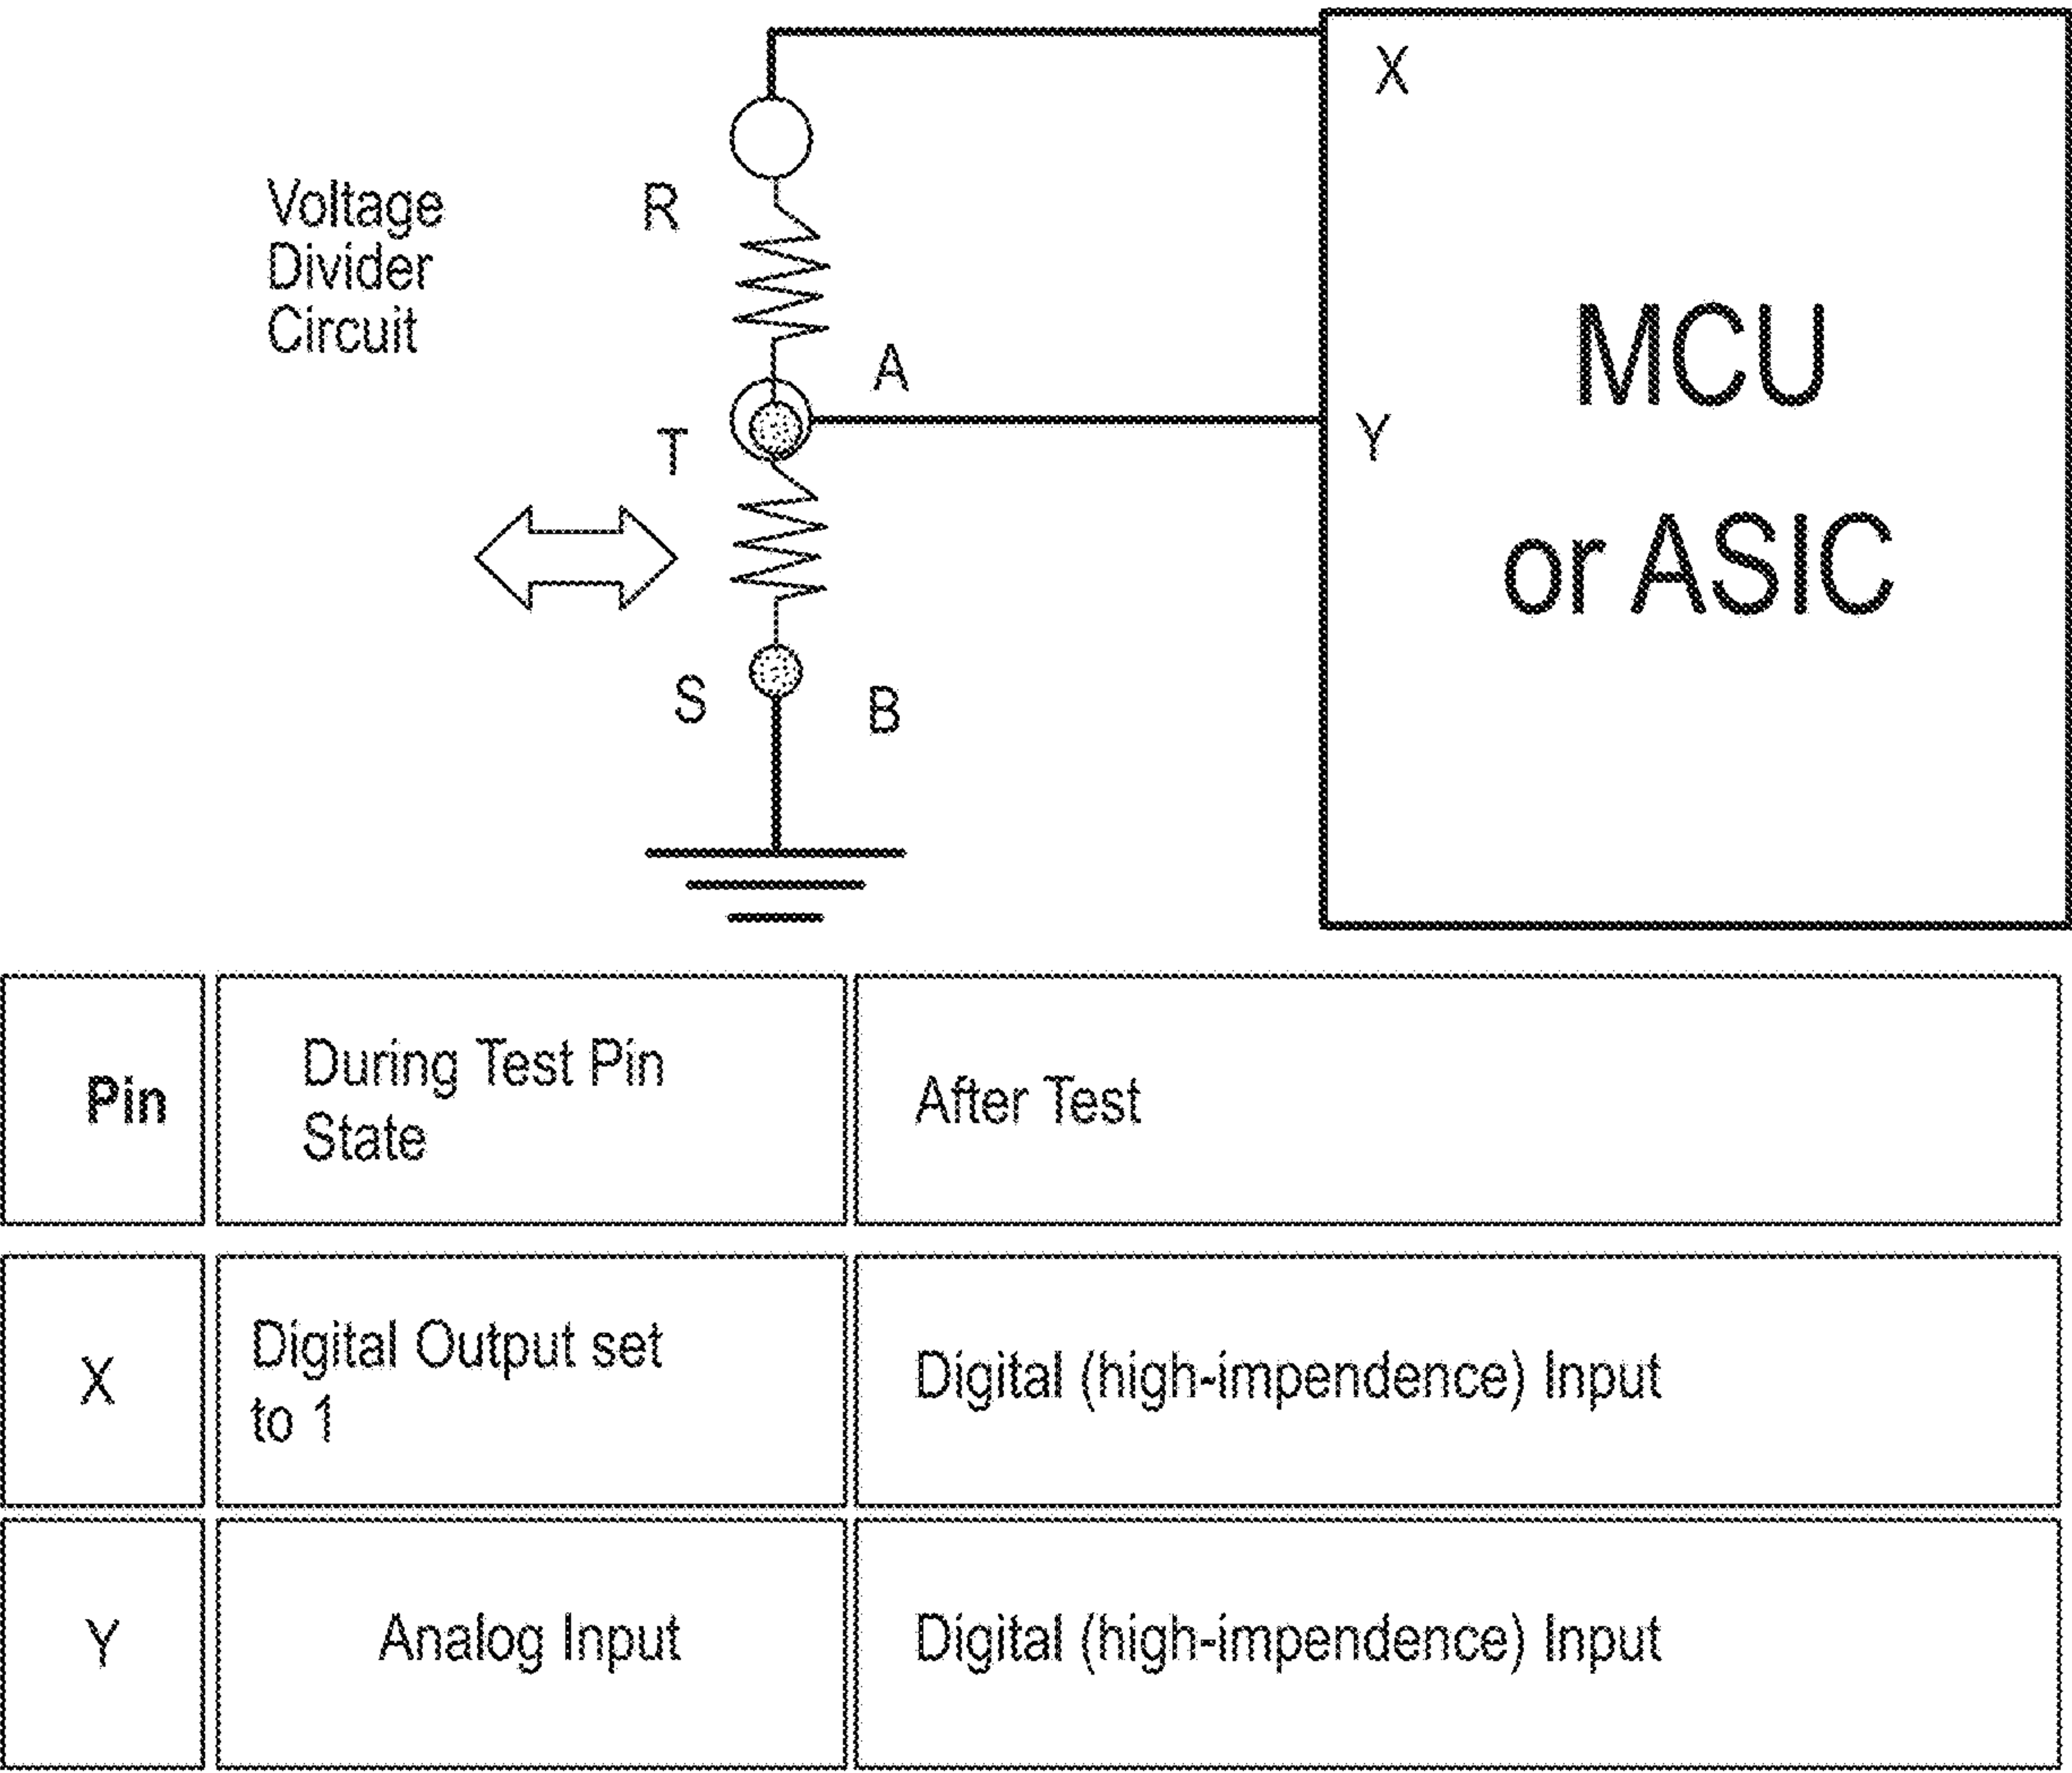 X
Voltage
Divider
Circuit
R
MCU
A
T
Y
or ASIC
S
B
Pin
During Test Pin
State
After Test
X
Digital Output set
to 1
Digital (high-impendence) Input
Y
Analog Input
Digital (high-impendence) Input